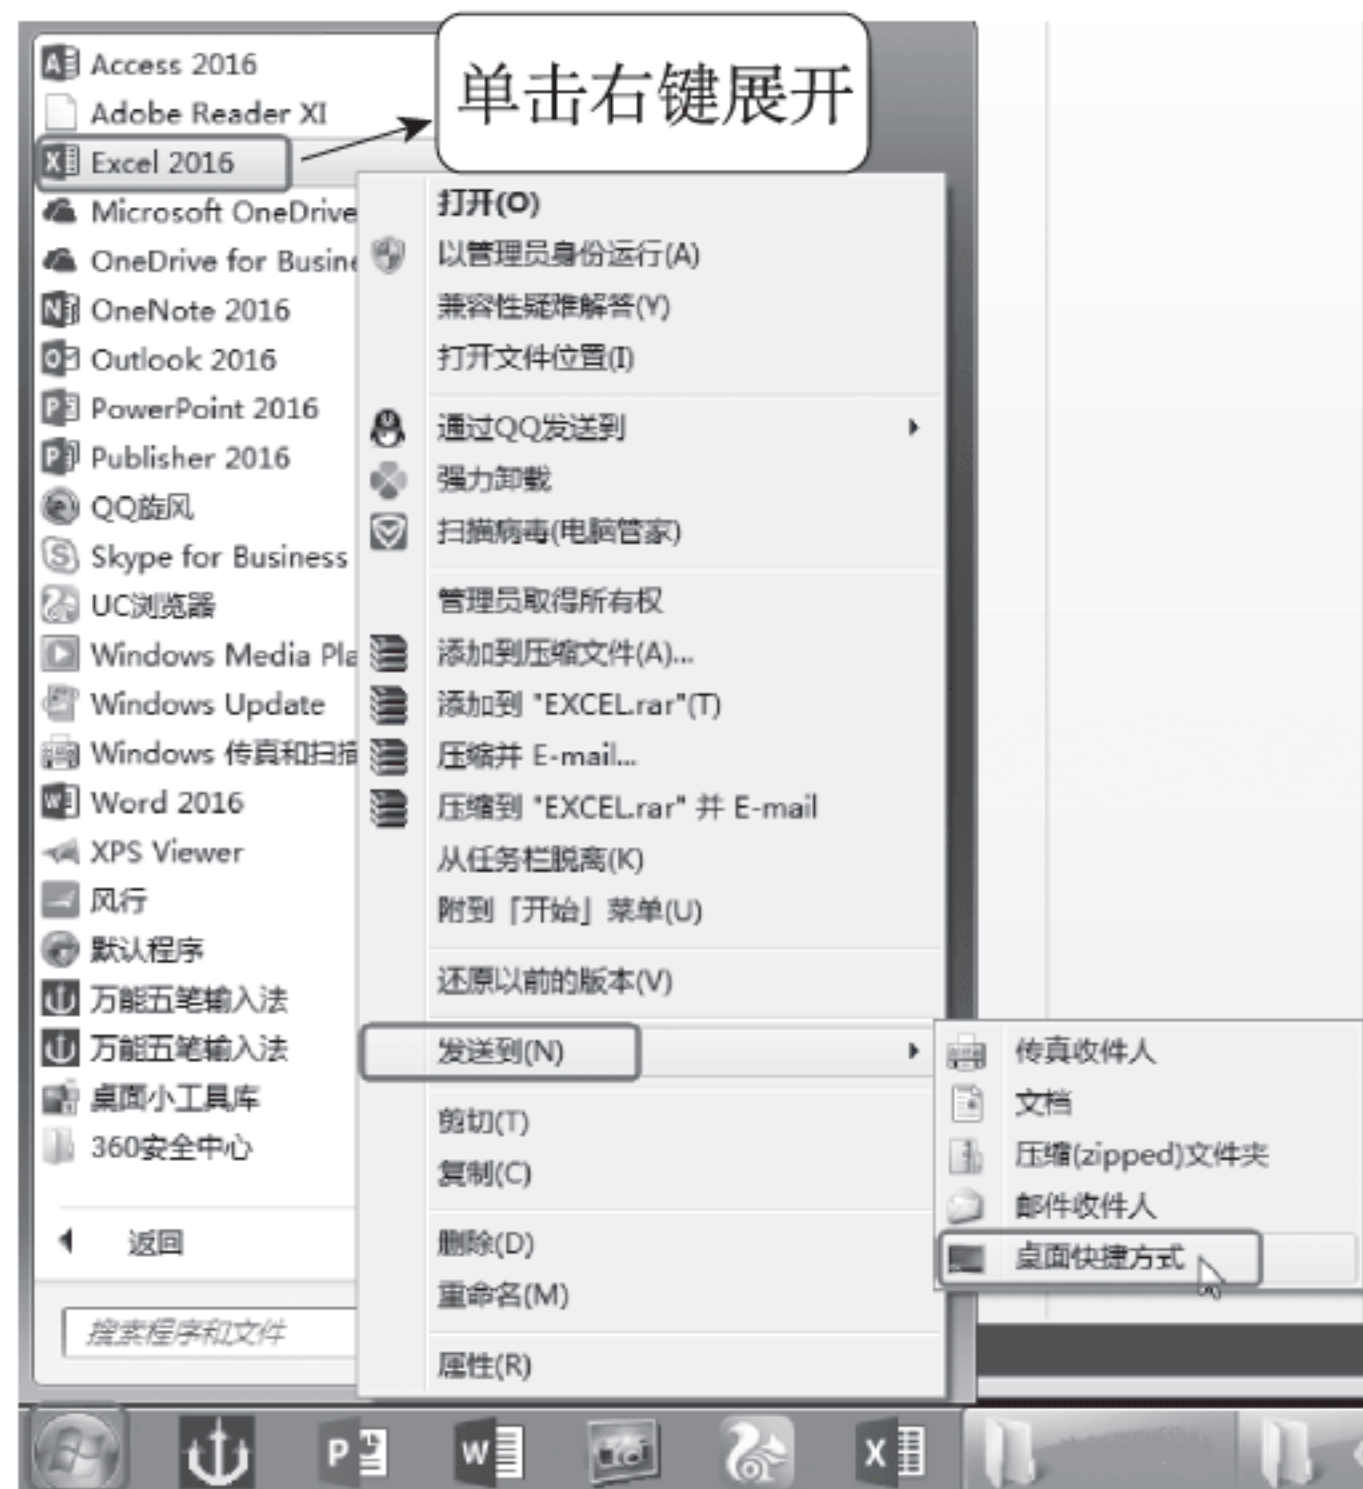 单击右键展开
Access 2016
Adobe Reader XI
Excel 2016
Microsoft OneDrive
OneDrive for Busine
OneNote 2016
Outlook 2016
PowerPoint 2016
Publisher 2016
QQ旋风
Skype for Business
UC浏览器
Windows Media Pla
Windows Update
Windows 传真和扫描
Word 2016
XPS Viewer
风行
默认程序
万能五笔输入法
万能五笔输入法
桌面小工具库
360安全中心
返回
搜索程序和文件
打开(O)
以管理员身份运行(A)
兼容性疑难解答(Y)
打开文件位置(I)
通过QQ发送到
强力卸载
扫描病毒(电脑管家)
管理员取得所有权
添加到压缩文件(A)...
添加到 "EXCEL.rar"(T)
压缩并 E-mail...
压缩到 "EXCEL.rar" 并 E-mail
从任务栏脱离(K)
附到「开始」菜单(U)
还原以前的版本(V)
发送到(N)
剪切(T)
复制(C)
删除(D)
重命名(M)
属性(R)
传真收件人
文档
压缩(zipped)文件夹
邮件收件人
桌面快捷方式